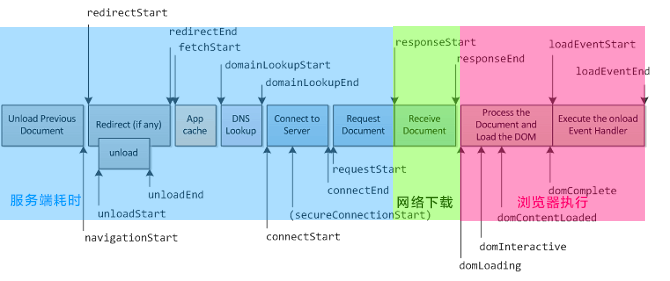 redirectStart
redirectEnd
fetchStart
domainLookupStart
domainLookupEnd
responseStart
responseEnd
loadEventStart
loadEventEnd
Unload Previous
Document
Redirect (if any)
unload
App
cache
DNS
Lookup
Connect to
Server
Request
Document
Receive
Document
Process the
Document and
Load the DOM
Execute the onload
Event Handler
服务端耗时
网络下载
浏览器执行
requestStart
connectEnd
(secureConnectionStart)
connectStart
unloadEnd
unloadStart
navigationStart
domComplete
domContentLoaded
domInteractive
domLoading